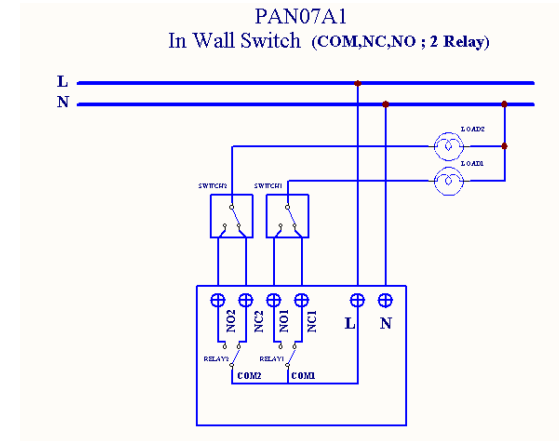 PAN07A1
In Wall Switch (COM,NC,NO ; 2 Relay)
L
N
LOAD2
LOAD1
SWITCH2 SWITCH1
NO2 NC2 NO1 NC1 L N
RELAY2 RELAY1
COM2 COM1